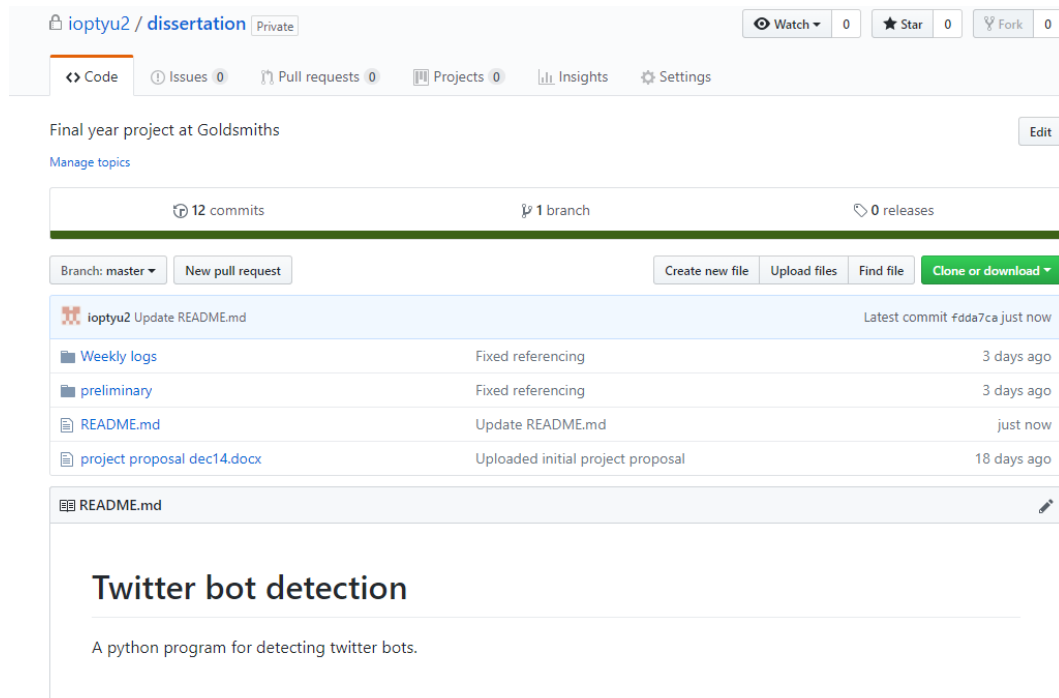 ioptyu2 / dissertation Private Watch 0 Star 0 Fork 0
Code Issues 0 Pull requests 0 Projects 0 Insights Settings
Final year project at Goldsmiths Edit
Manage topics
12 commits 1 branch 0 releases
Branch: master New pull request Create new file Upload files Find file Clone or download
ioptyu2 Update README.md Latest commit fdda7ca just now
Weekly logs Fixed referencing 3 days ago
preliminary Fixed referencing 3 days ago
README.md Update README.md just now
project proposal dec14.docx Uploaded initial project proposal 18 days ago
README.md
Twitter bot detection
A python program for detecting twitter bots.